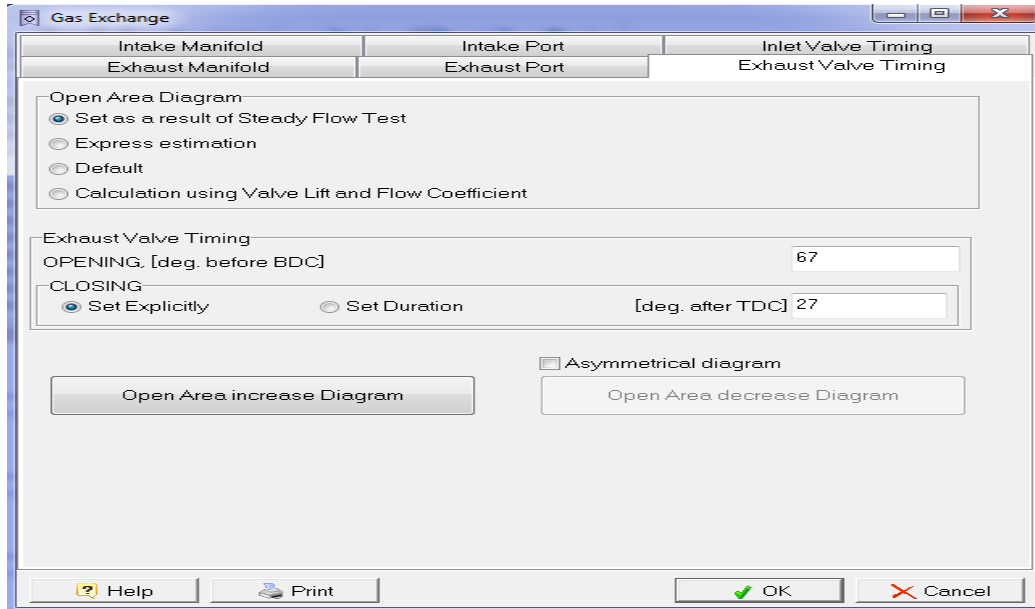 Gas Exchange
Intake Manifold Intake Port Inlet Valve Timing
Exhaust Manifold Exhaust Port Exhaust Valve Timing
Open Area Diagram
Set as a result of Steady Flow Test
Express estimation
Default
Calculation using Valve Lift and Flow Coefficient
Exhaust Valve Timing
OPENING, [deg. before BDC] 67
CLOSING
Set Explicitly Set Duration [deg. after TDC] 27
Asymmetrical diagram
Open Area increase Diagram Open Area decrease Diagram
Help Print OK Cancel